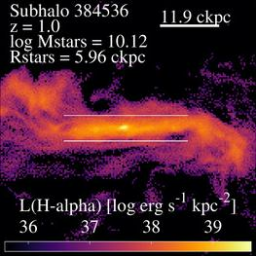 Subhalo 384536
z = 1.0
log Mstars = 10.12
Rstars = 5.96 ckpc
11.9 ckpc
L(H-alpha) [log erg s⁻¹ kpc⁻²]
36 37 38 39